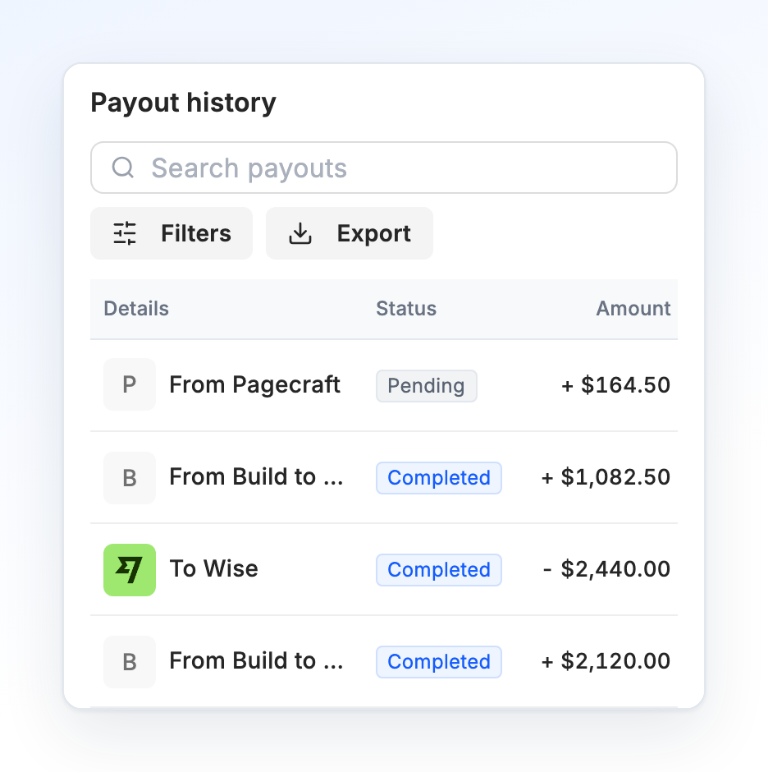 Payout history
Search payouts
Filters Export
Details Status Amount
P From Pagecraft Pending + $164.50
B From Build to ... Completed + $1,082.50
To Wise Completed - $2,440.00
B From Build to ... Completed + $2,120.00